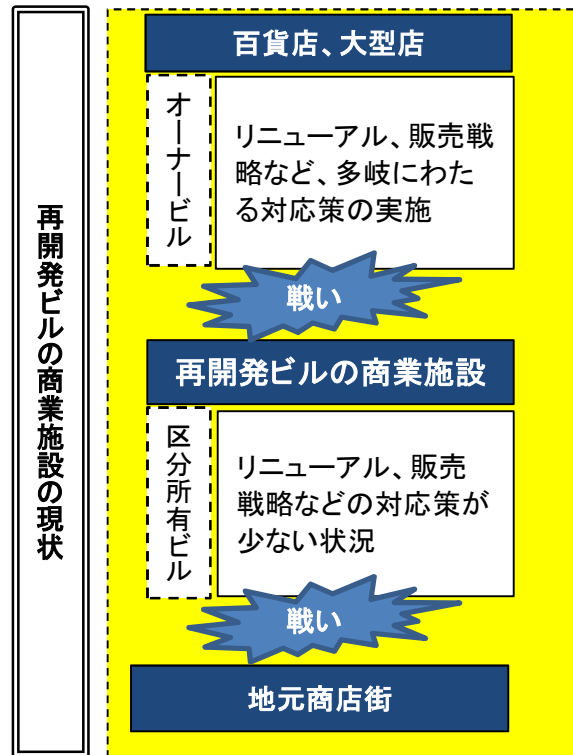 再開発ビルの商業施設の現状
百貨店、大型店
オーナービル
リニューアル、販売戦
略など、多岐にわた
る対応策の実施
戦い
再開発ビルの商業施設
区分所有ビル
リニューアル、販売
戦略などの対応策が
少ない状況
戦い
地元商店街